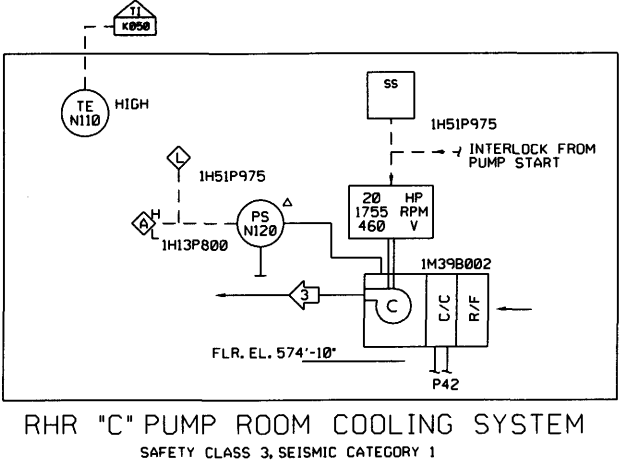 TI
K050
TE
N110
HIGH
SS
1H51P975
INTERLOCK FROM
PUMP START
L
1H51P975
20 HP
1755 RPM
460 V
A
H
L
PS
N120
1H13P800
1M39B002
3
C
C/C
R/F
FLR. EL. 574'-10"
P42
RHR "C" PUMP ROOM COOLING SYSTEM
SAFETY CLASS 3, SEISMIC CATEGORY 1